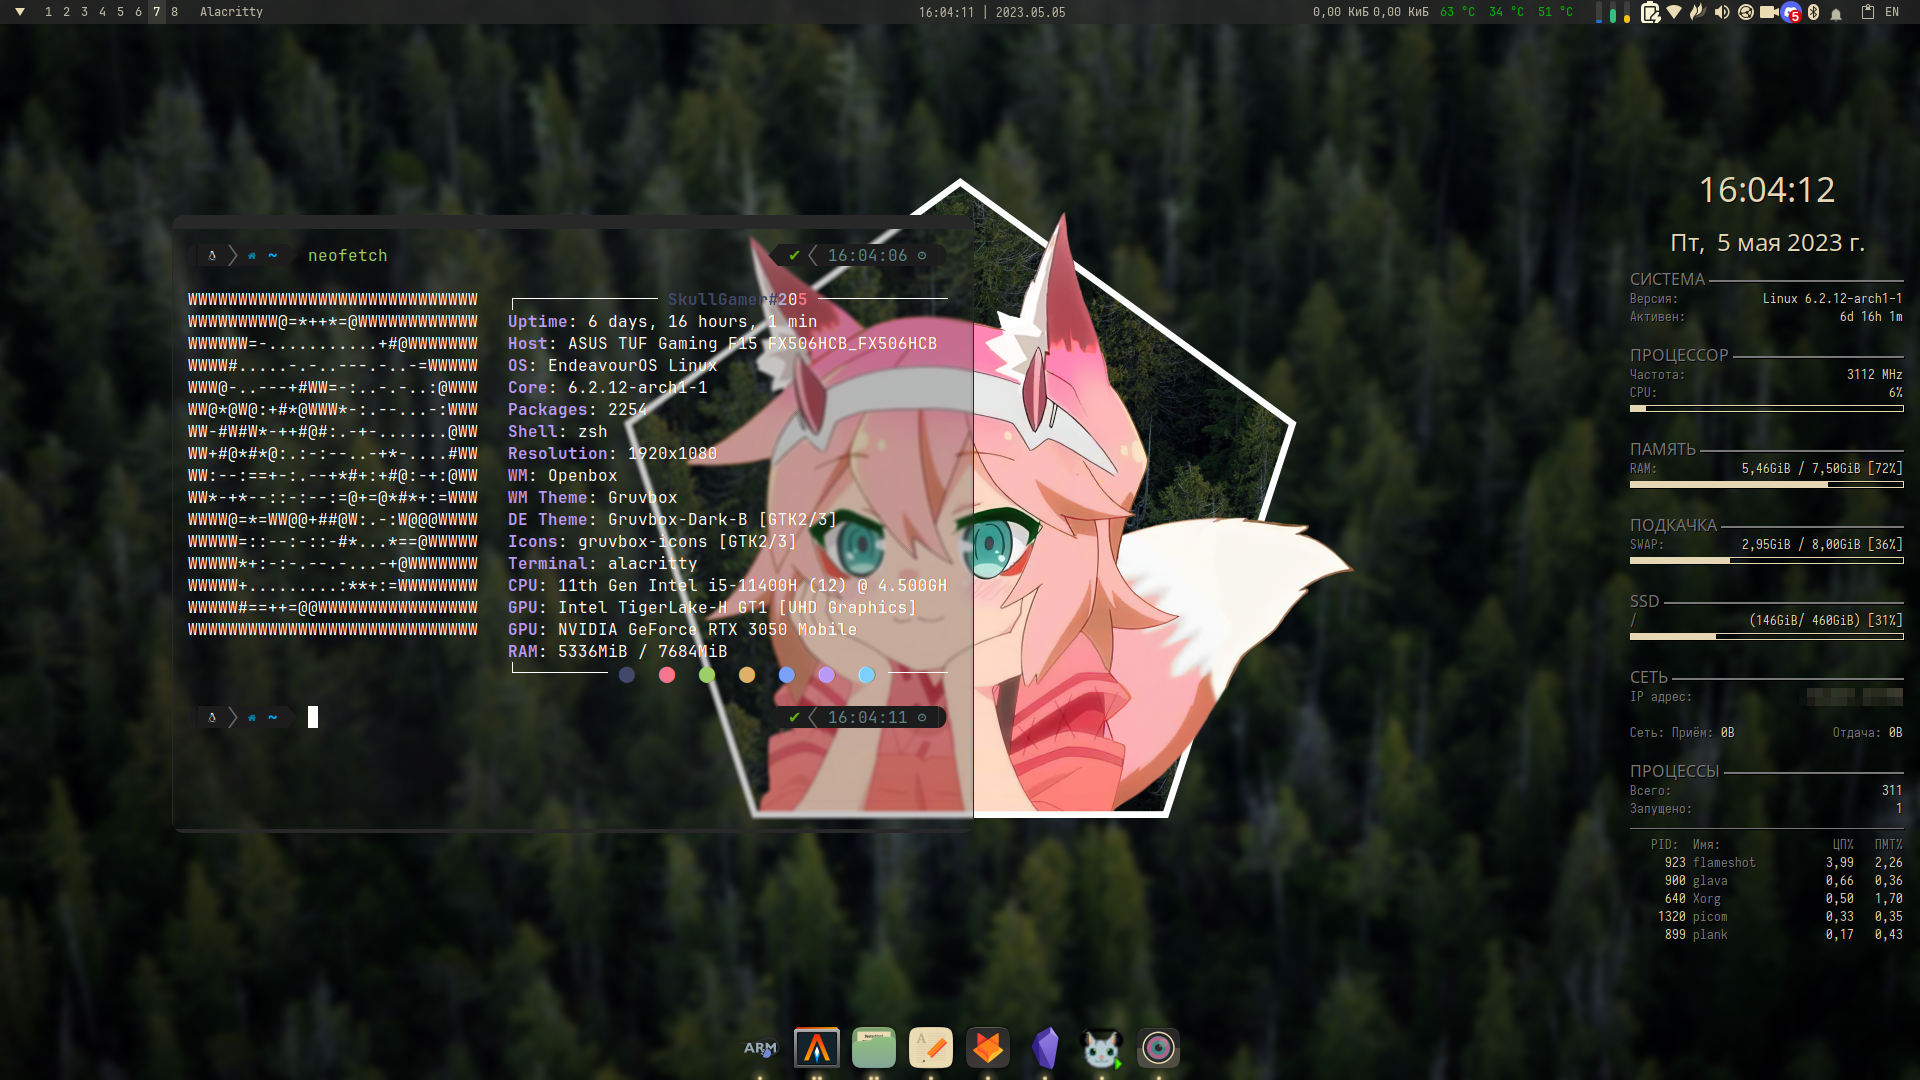 1 2 3 4 5 6 7 8 Alacritty
16:04:11 | 2023.05.05
0,00 КиБ 0,00 КиБ 63 °C 34 °C 51 °C 5 EN
~ neofetch
16:04:06
WWWWWWWWWWWWWWWWWWWWWWWWWWWWW
WWWWWWWWW@=*++*=@WWWWWWWWWWWW
WWWWWW=-...........+#@WWWWWWW
WWWW#.....-.-..---.-..-=WWWWW
WWW@-..---+#WW=-:..-.-..:@WWW
WW@*@W@:+#*@WWW*-:.--...-:WWW
WW-#W#W*-++#@#:.-+-.......@WW
WW+#@*#*@:.:-:--..-+*-....#WW
WW:--:==+-:.--+*#+:+#@:-+:@WW
WW*-+*--::-:--:=@+=@*#*+:=WWW
WWWW@=*=WW@@+##@W:.-:W@@@WWWW
WWWWW=::--:-::-#*...*==@WWWWW
WWWWW*+:-:-.--.-...-+@WWWWWWW
WWWWW+.........:**+:=WWWWWWWW
WWWWW#==++=@@WWWWWWWWWWWWWWWW
WWWWWWWWWWWWWWWWWWWWWWWWWWWWW
SkullGamer#205
Uptime: 6 days, 16 hours, 1 min
Host: ASUS TUF Gaming F15 FX506HCB_FX506HCB
OS: EndeavourOS Linux
Core: 6.2.12-arch1-1
Packages: 2254
Shell: zsh
Resolution: 1920x1080
WM: Openbox
WM Theme: Gruvbox
DE Theme: Gruvbox-Dark-B [GTK2/3]
Icons: gruvbox-icons [GTK2/3]
Terminal: alacritty
CPU: 11th Gen Intel i5-11400H (12) @ 4.500GH
GPU: Intel TigerLake-H GT1 [UHD Graphics]
GPU: NVIDIA GeForce RTX 3050 Mobile
RAM: 5336MiB / 7684MiB
~
16:04:11
16:04:12
Пт, 5 мая 2023 г.
СИСТЕМА
Версия: Linux 6.2.12-arch1-1
Активен: 6d 16h 1m
ПРОЦЕССОР
Частота: 3112 MHz
CPU: 6%
ПАМЯТЬ
RAM: 5,46GiB / 7,50GiB [72%]
ПОДКАЧКА
SWAP: 2,95GiB / 8,00GiB [36%]
SSD
/ (146GiB/ 460GiB) [31%]
СЕТЬ
IP адрес:
Сеть: Приём: 0B Отдача: 0B
ПРОЦЕССЫ
Всего: 311
Запущено: 1
PID: Имя: ЦП% ПМТ%
923 flameshot 3,99 2,26
900 glava 0,66 0,36
640 Xorg 0,50 1,70
1320 picom 0,33 0,35
899 plank 0,17 0,43
ARM